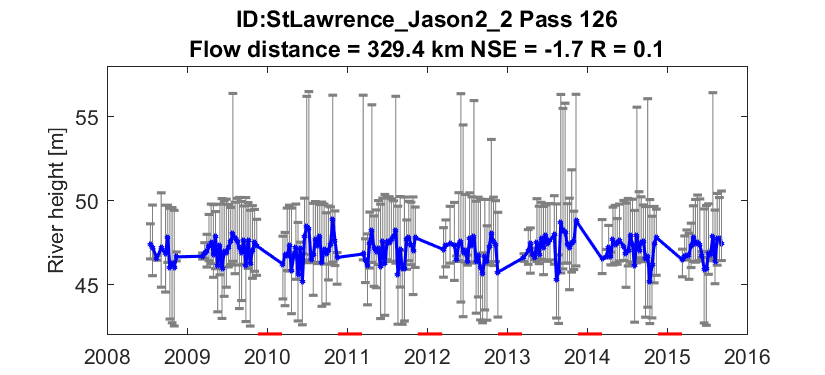 ID:StLawrence_Jason2_2 Pass 126
Flow distance = 329.4 km NSE = -1.7 R = 0.1
River height [m]
55
50
45
2008 2009 2010 2011 2012 2013 2014 2015 2016